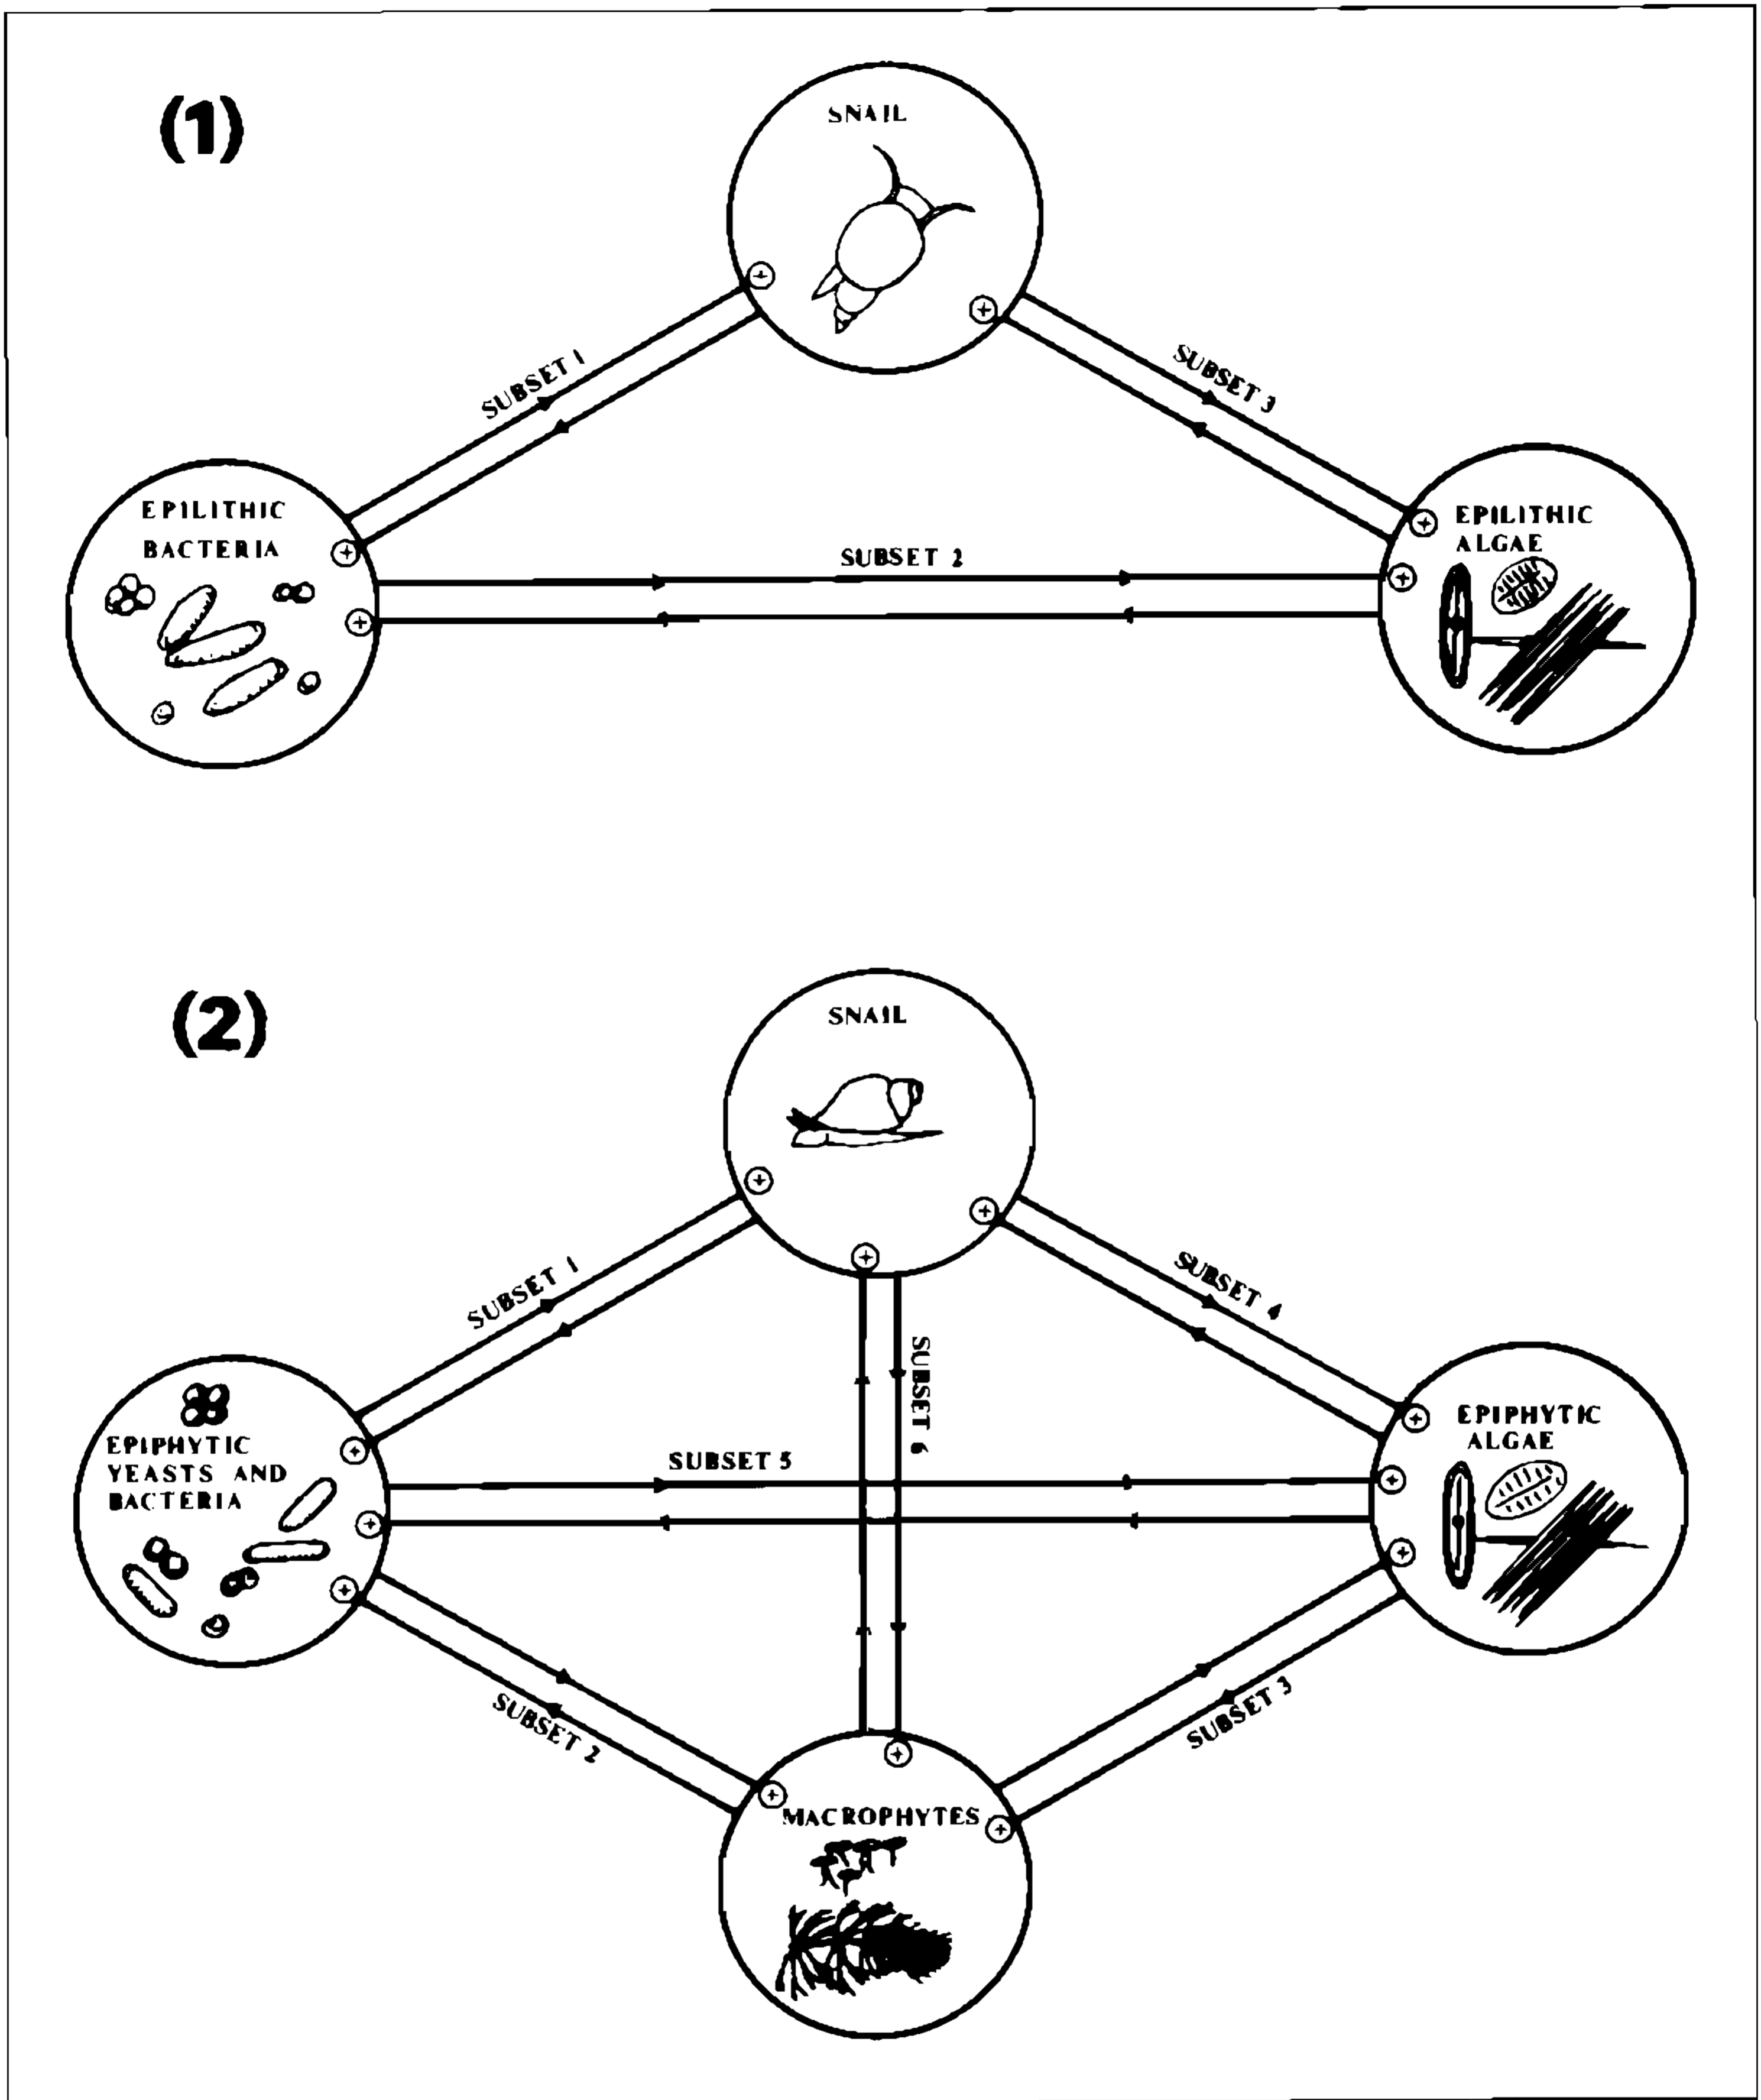 (1)
SNAIL
SUBSET 1
SUBSET 3
EPILITHIC
BACTERIA
SUBSET 2
EPILITHIC
ALGAE
(2)
SNAIL
SUBSET 1
SUBSET 4
SUBSET 6
EPIPHYTIC
YEASTS AND
BACTERIA
SUBSET 5
EPIPHYTIC
ALGAE
SUBSET 2
SUBSET 3
MACROPHYTES